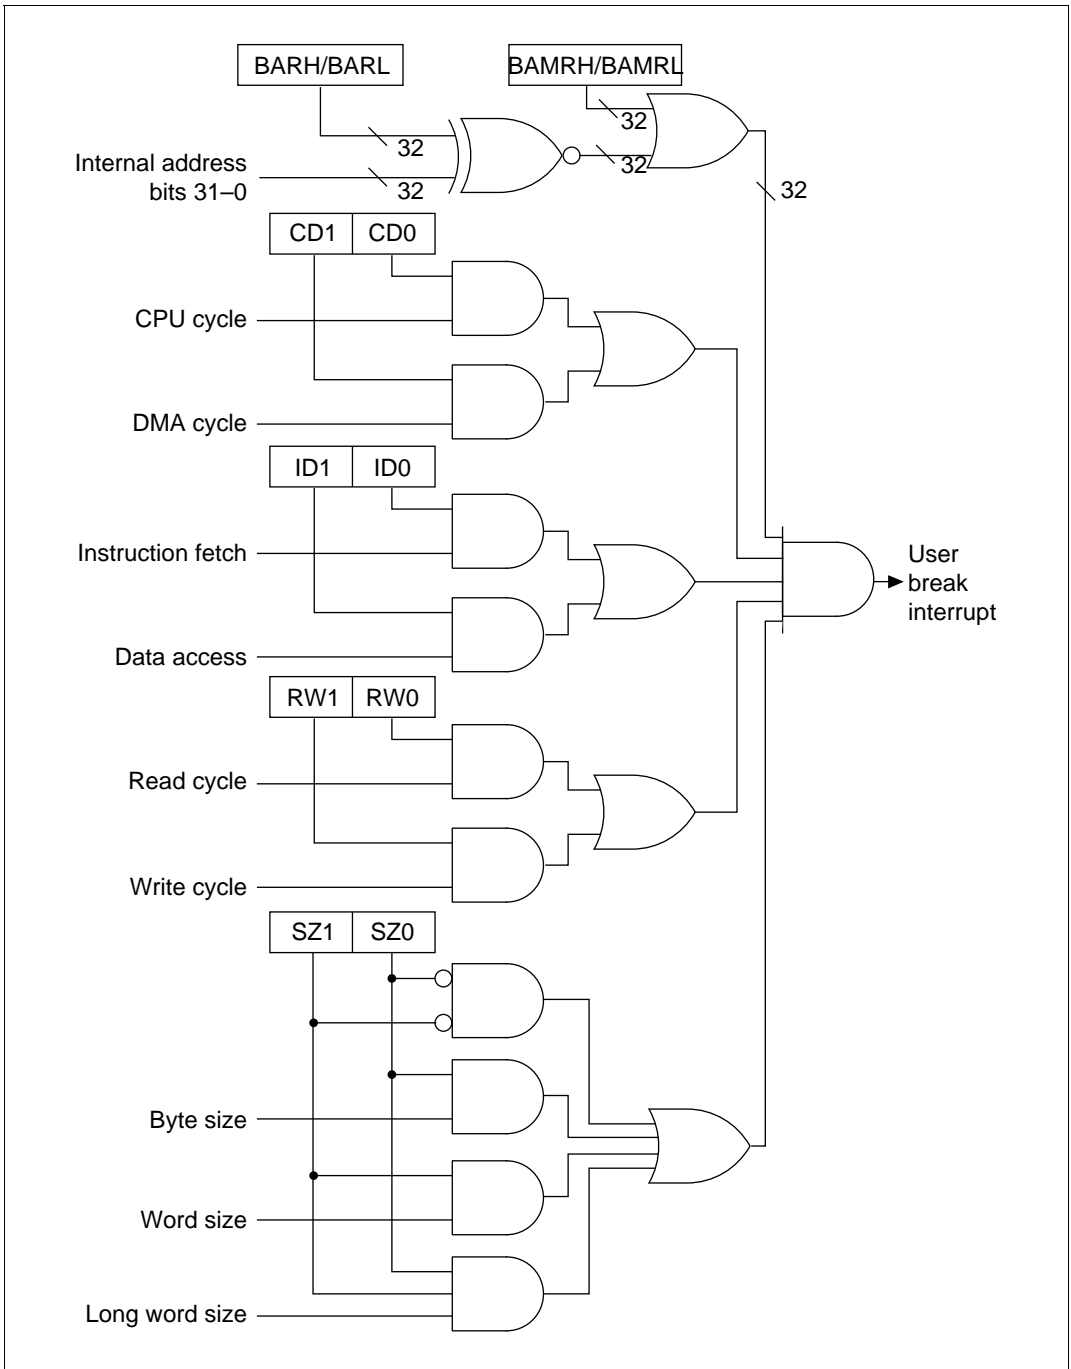 BARH/BARL
BAMRH/BAMRL
32
32
Internal address
bits 31–0
32
32
32
CD1 CD0
CPU cycle
DMA cycle
ID1 ID0
Instruction fetch
Data access
User
break
interrupt
RW1 RW0
Read cycle
Write cycle
SZ1 SZ0
Byte size
Word size
Long word size